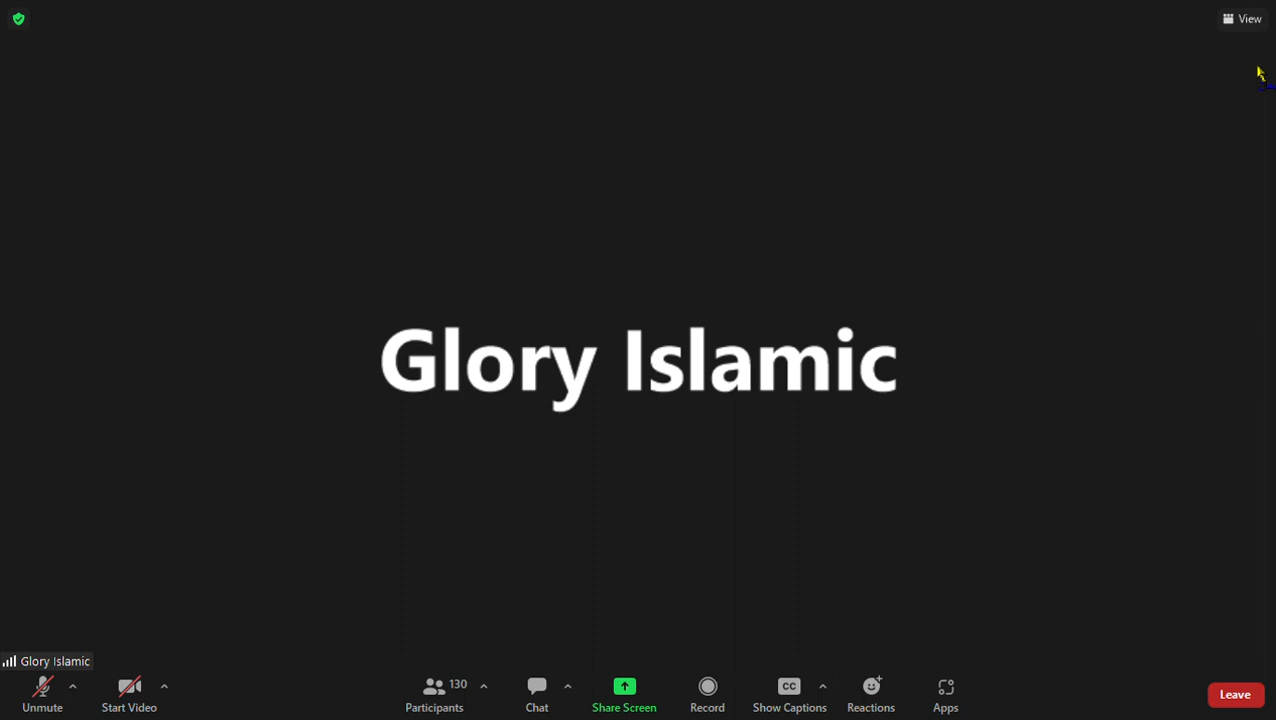 View
Glory Islamic
Glory Islamic
Unmute
Start Video
130
Participants
Chat
Share Screen
Record
CC
Show Captions
Reactions
Apps
Leave